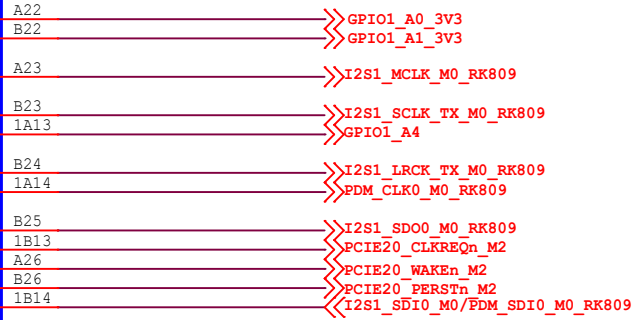 A22 GPIO1_A0_3V3
B22 GPIO1_A1_3V3
A23 I2S1_MCLK_M0_RK809
B23 I2S1_SCLK_TX_M0_RK809
1A13 GPIO1_A4
B24 I2S1_LRCK_TX_M0_RK809
1A14 PDM_CLK0_M0_RK809
B25 I2S1_SDO0_M0_RK809
1B13 PCIE20_CLKREQn_M2
A26 PCIE20_WAKEn_M2
B26 PCIE20_PERSTn_M2
1B14 I2S1_SDI0_M0/PDM_SDI0_M0_RK809